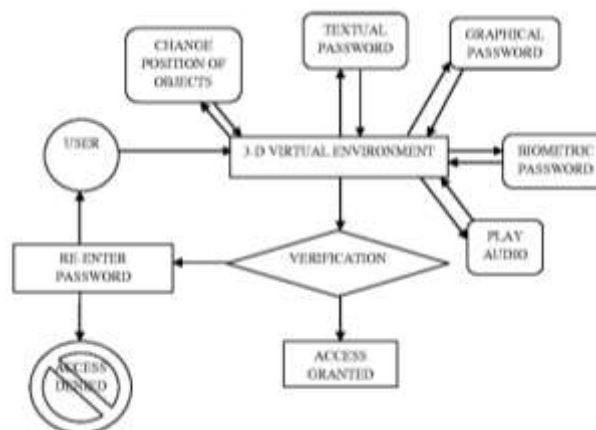 CHANGE
POSITION OF
OBJECTS
TEXTUAL
PASSWORD
GRAPHICAL
PASSWORD
USER
3-D VIRTUAL ENVIRONMENT
BIOMETRIC
PASSWORD
PLAY
AUDIO
RE-ENTER
PASSWORD
VERIFICATION
ACCESS
DENIED
ACCESS
GRANTED